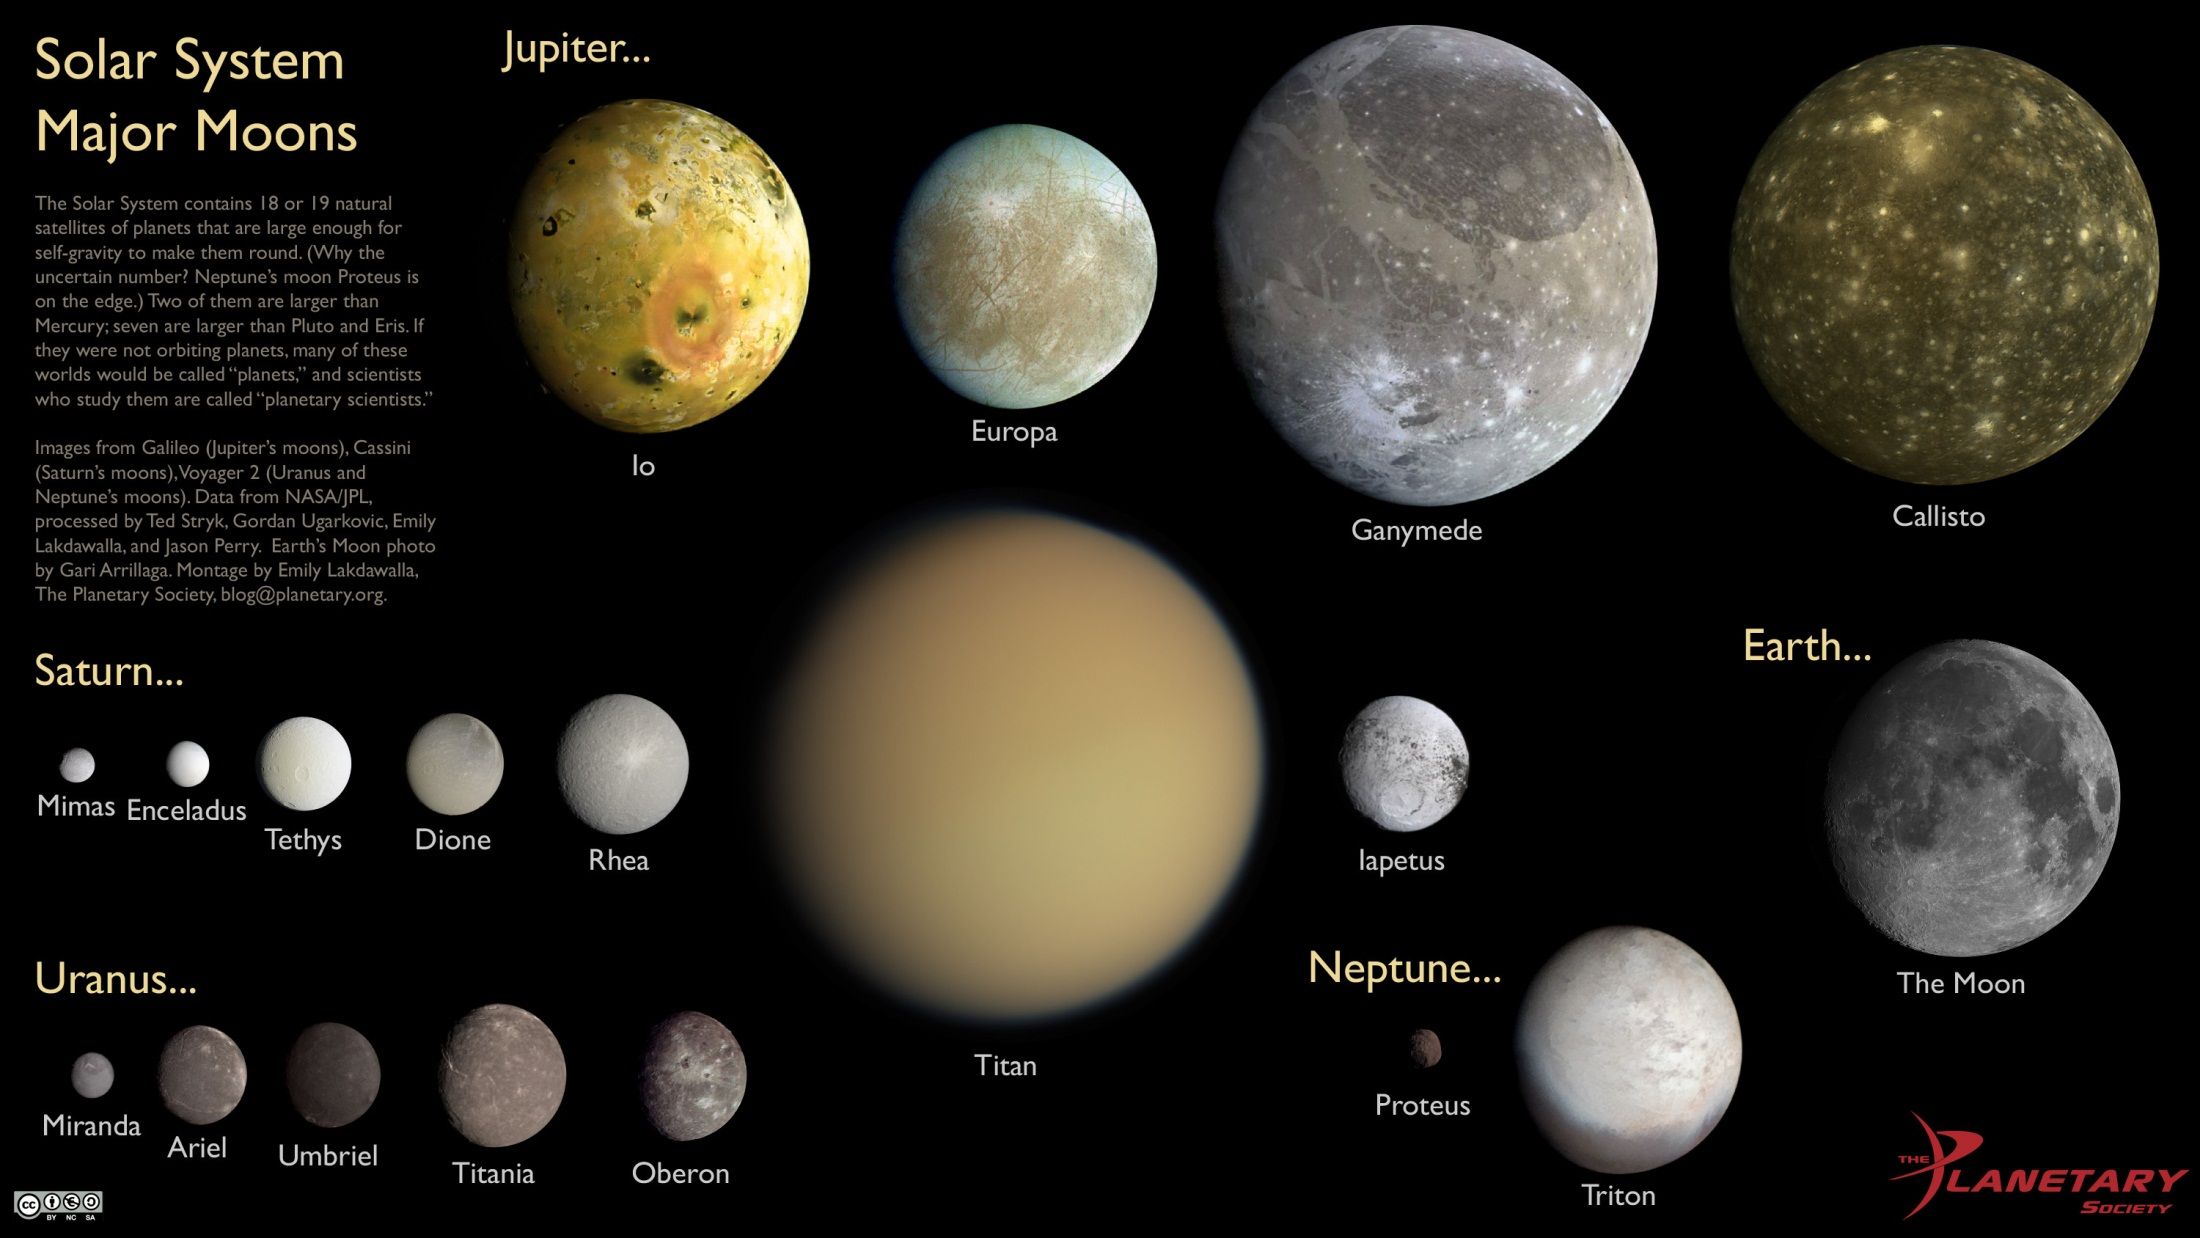 Solar System
Major Moons
The Solar System contains 18 or 19 natural
satellites of planets that are large enough for
self-gravity to make them round. (Why the
uncertain number? Neptune's moon Proteus is
on the edge.) Two of them are larger than
Mercury; seven are larger than Pluto and Eris. If
they were not orbiting planets, many of these
worlds would be called “planets,” and scientists
who study them are called “planetary scientists.”
Images from Galileo (Jupiter's moons), Cassini
(Saturn's moons), Voyager 2 (Uranus and
Neptune's moons). Data from NASA/JPL,
processed by Ted Stryk, Gordan Ugarkovic, Emily
Lakdawalla, and Jason Perry. Earth's Moon photo
by Gari Arrillaga. Montage by Emily Lakdawalla,
The Planetary Society, blog@planetary.org.
Jupiter...
Io
Europa
Ganymede
Callisto
Saturn...
Mimas
Enceladus
Tethys
Dione
Rhea
Titan
Iapetus
Earth...
The Moon
Uranus...
Miranda
Ariel
Umbriel
Titania
Oberon
Neptune...
Proteus
Triton
cc
BY NC SA
THE
PLANETARY
SOCIETY